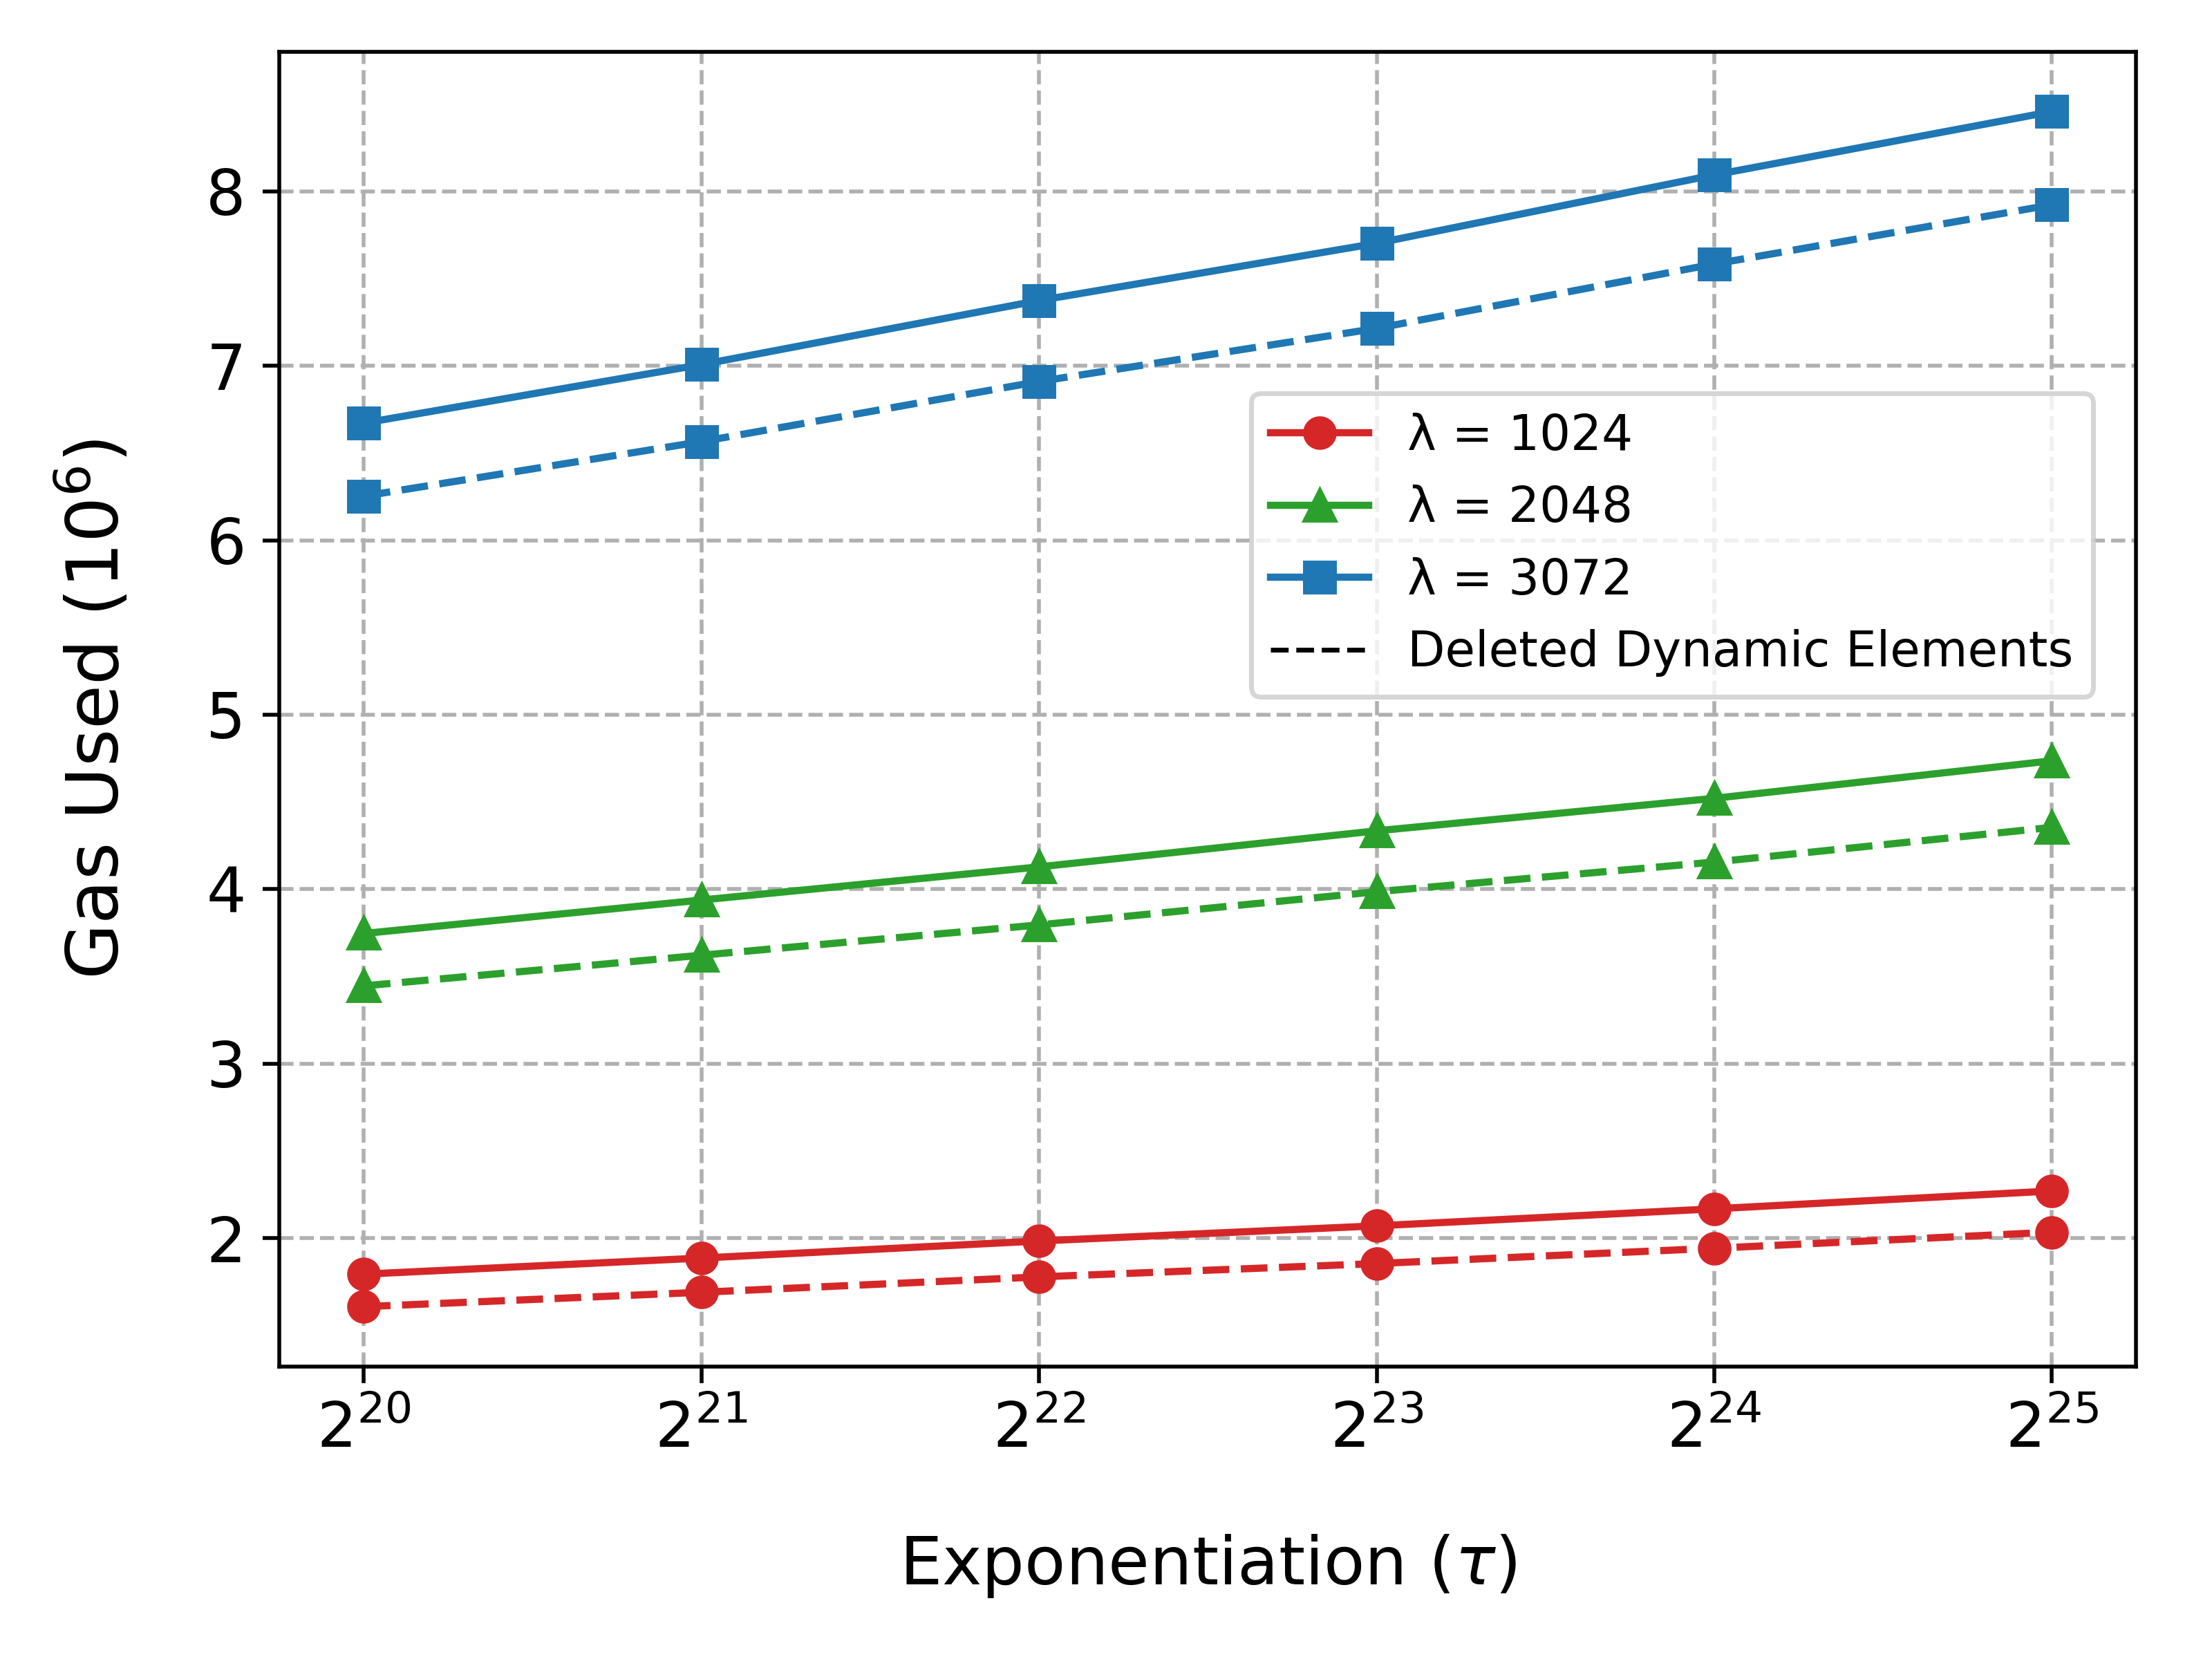 8
7
6
5
4
3
2
Gas Used (10⁶)
λ = 1024
λ = 2048
λ = 3072
Deleted Dynamic Elements
2²⁰ 2²¹ 2²² 2²³ 2²⁴ 2²⁵
Exponentiation (τ)